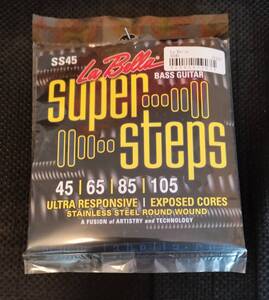 SS45
La Bella
BASS GUITAR
super
steps
45 | 65 | 85 | 105
ULTRA RESPONSIVE | EXPOSED CORES
STAINLESS STEEL ROUND WOUND
A FUSION of ARTISTRY and TECHNOLOGY